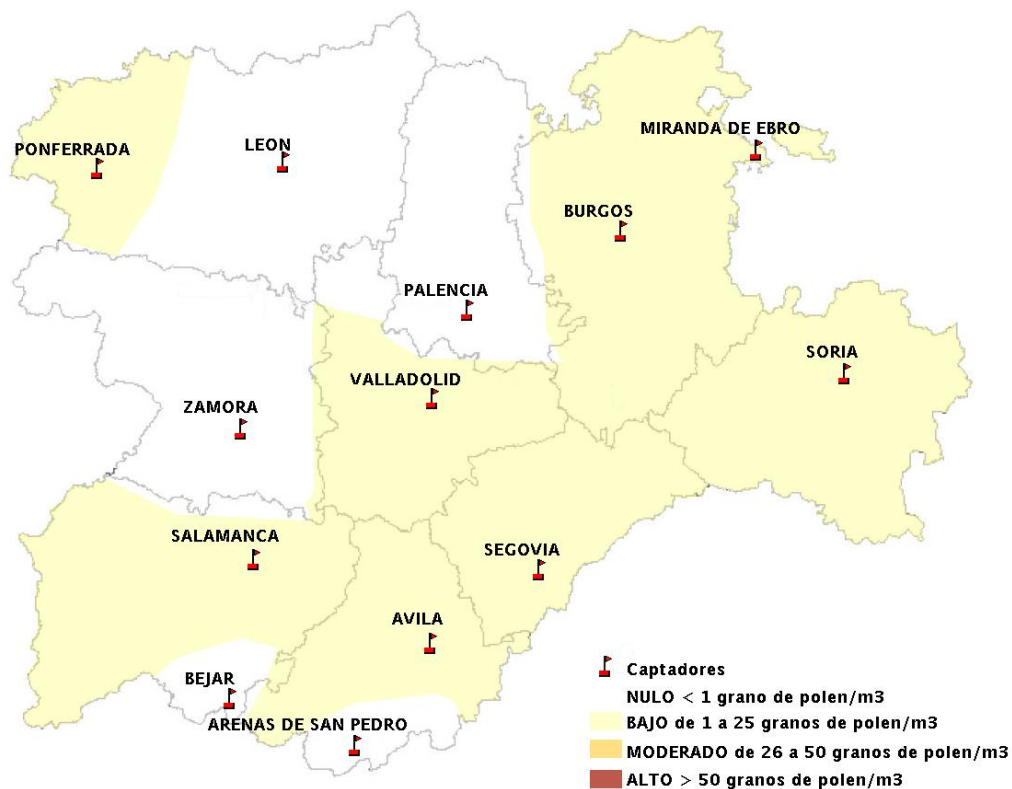 MIRANDA DE EBRO
PONFERRADA
LEON
BURGOS
PALENCIA
SORIA
VALLADOLID
ZAMORA
SALAMANCA
SEGOVIA
AVILA
BEJAR
ARENAS DE SAN PEDRO
Captadores
NULO < 1 grano de polen/m3
BAJO de 1 a 25 granos de polen/m3
MODERADO de 26 a 50 granos de polen/m3
ALTO > 50 granos de polen/m3